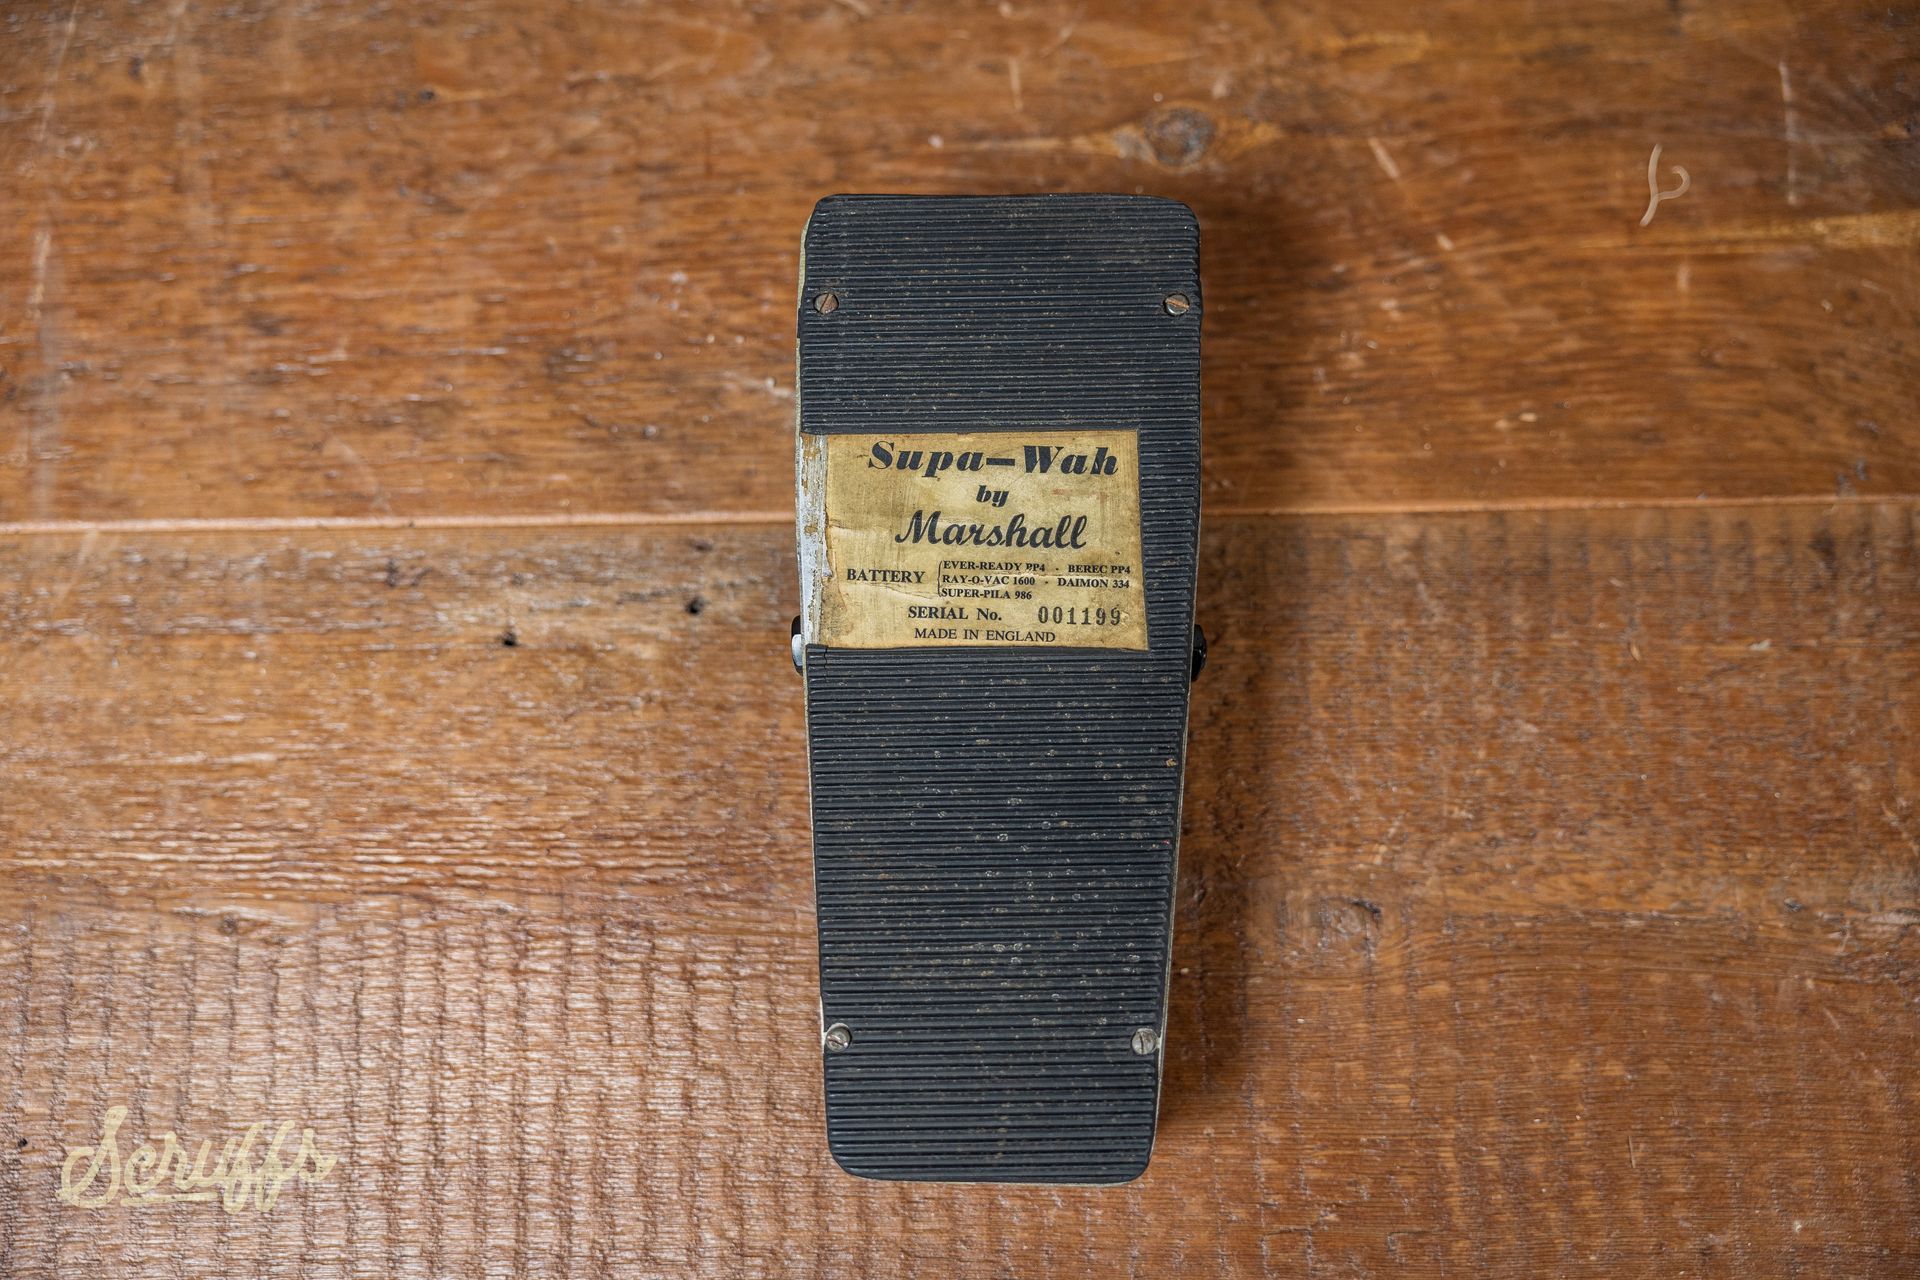 Supa-Wah
by
Marshall
BATTERY
EVER-READY PP4 · BEREC PP4
RAY-O-VAC 1600 · DAIMON 334
SUPER-PILA 986
SERIAL No. 001199
MADE IN ENGLAND
Scruffs